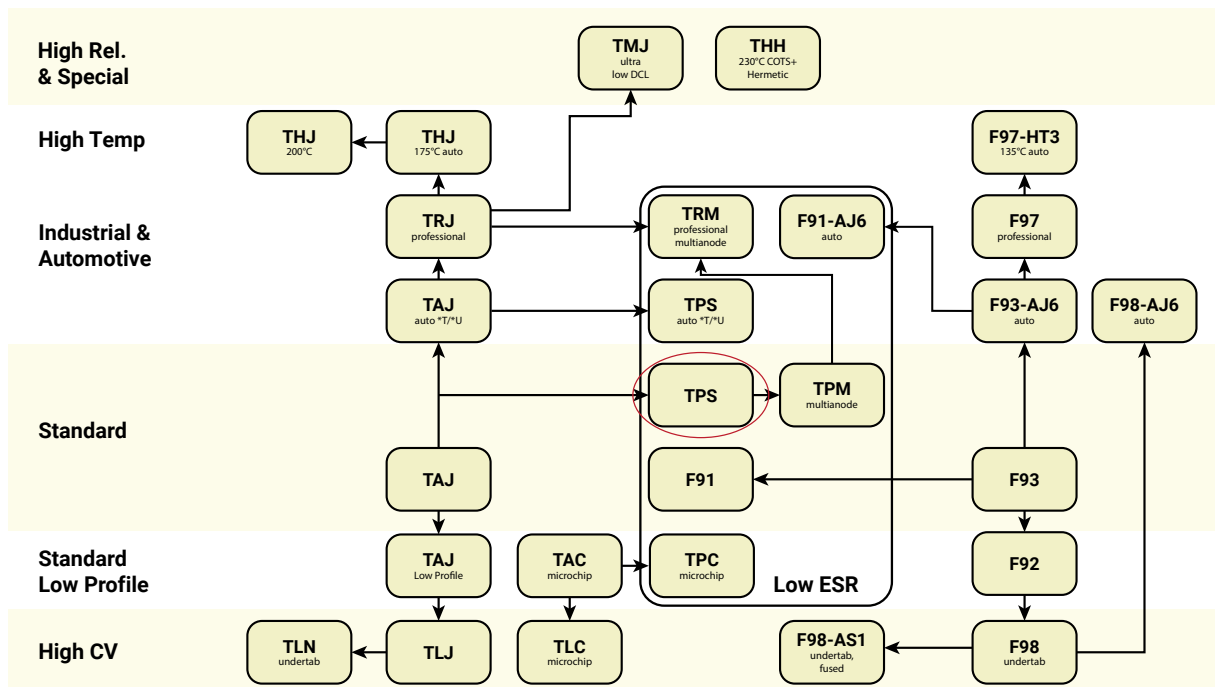 High Rel.
& Special
TMJ
ultra
low DCL
THH
230°C COTS+
Hermetic
High Temp
THJ
200°C
THJ
175°C auto
F97-HT3
135°C auto
Industrial &
Automotive
TRJ
professional
TRM
professional
multianode
F91-AJ6
auto
F97
professional
TAJ
auto *T/*U
TPS
auto *T/*U
F93-AJ6
auto
F98-AJ6
auto
Standard
TPS
TPM
multianode
TAJ
F91
F93
Standard
Low Profile
TAJ
Low Profile
TAC
microchip
TPC
microchip
Low ESR
F92
High CV
TLN
undertab
TLJ
TLC
microchip
F98-AS1
undertab,
fused
F98
undertab